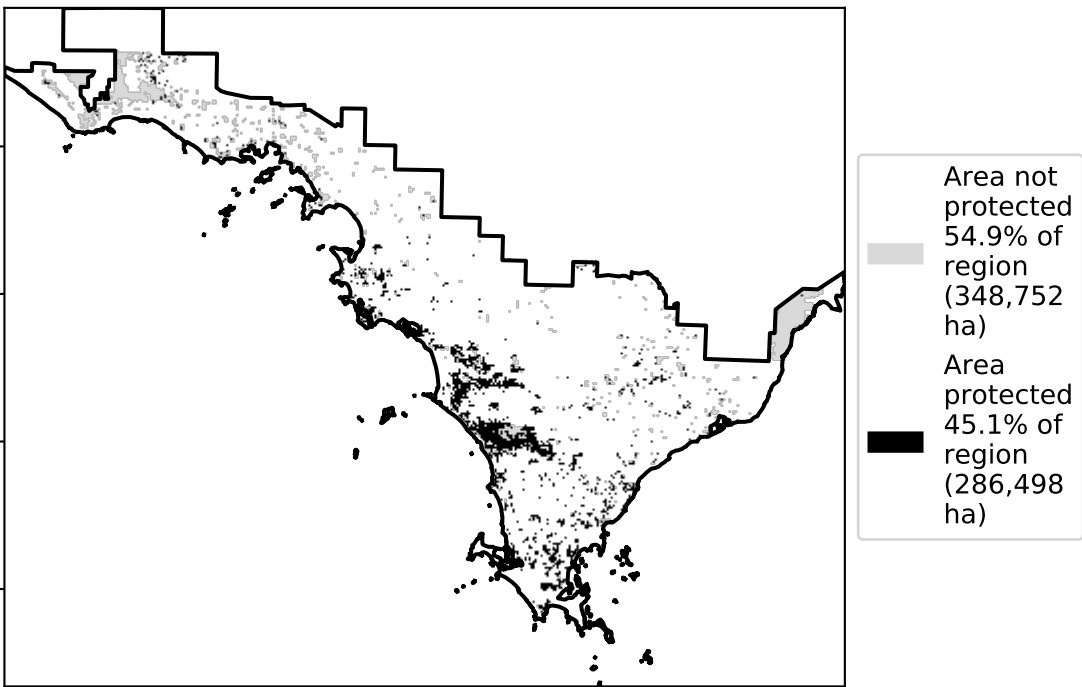 Area not
protected
54.9% of
region
(348,752
ha)
Area
protected
45.1% of
region
(286,498
ha)